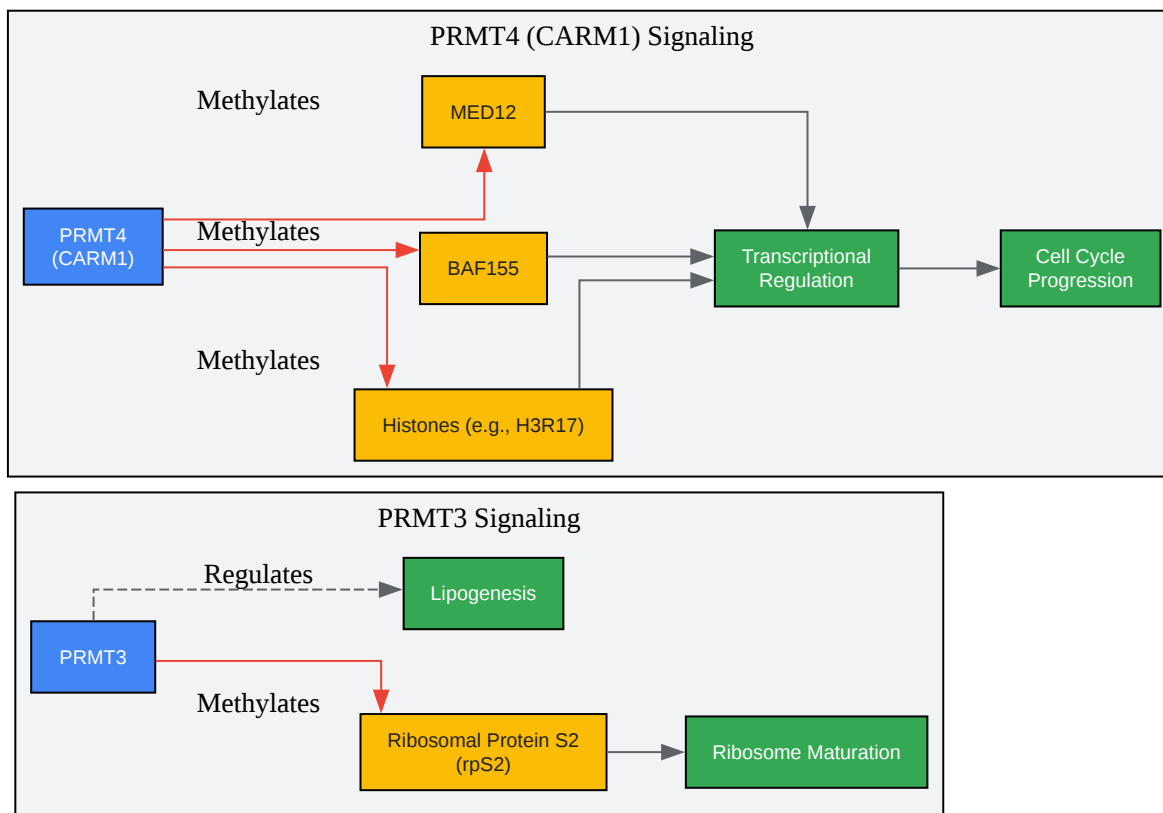 PRMT4 (CARM1) Signaling
Methylates
MED12
PRMT4
(CARM1)
Methylates
BAF155
Transcriptional
Regulation
Cell Cycle
Progression
Methylates
Histones (e.g., H3R17)
PRMT3 Signaling
Regulates
Lipogenesis
PRMT3
Methylates
Ribosomal Protein S2
(rpS2)
Ribosome Maturation